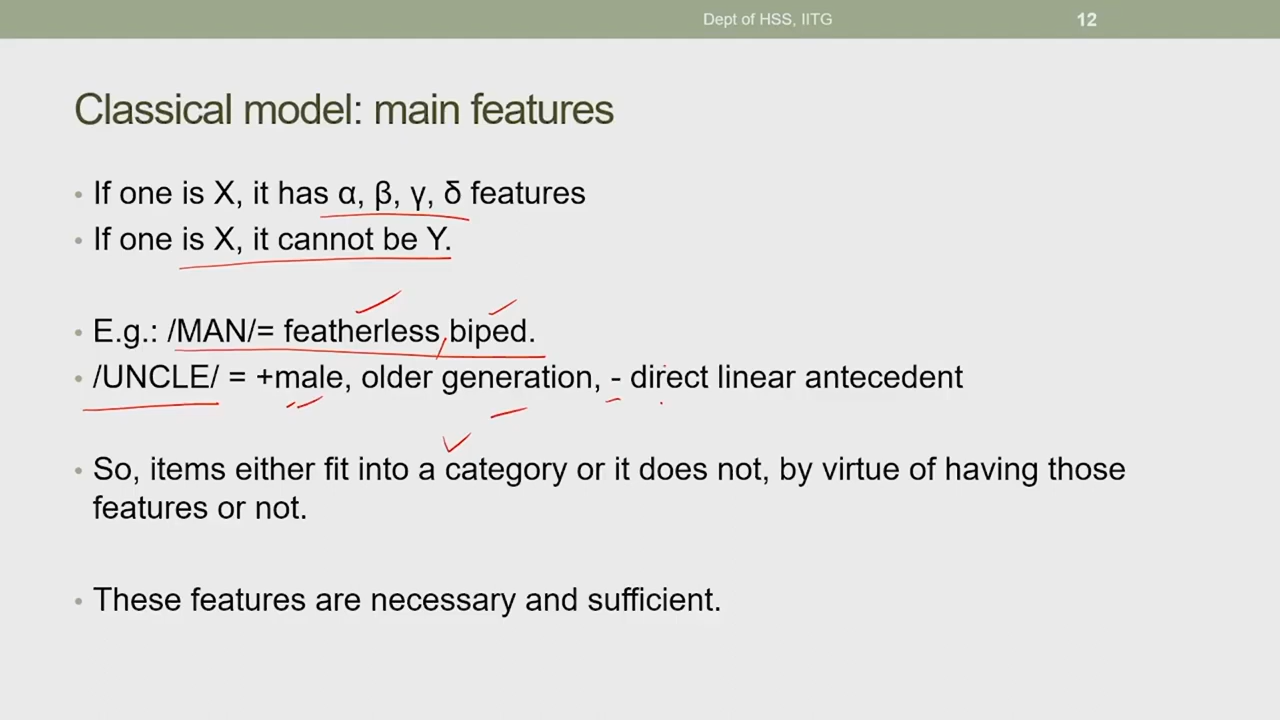 Dept of HSS, IITG 12
Classical model: main features
• If one is X, it has α, β, γ, δ features
• If one is X, it cannot be Y.
• E.g.: /MAN/= featherless biped.
• /UNCLE/ = +male, older generation, - direct linear antecedent
• So, items either fit into a category or it does not, by virtue of having those
features or not.
• These features are necessary and sufficient.